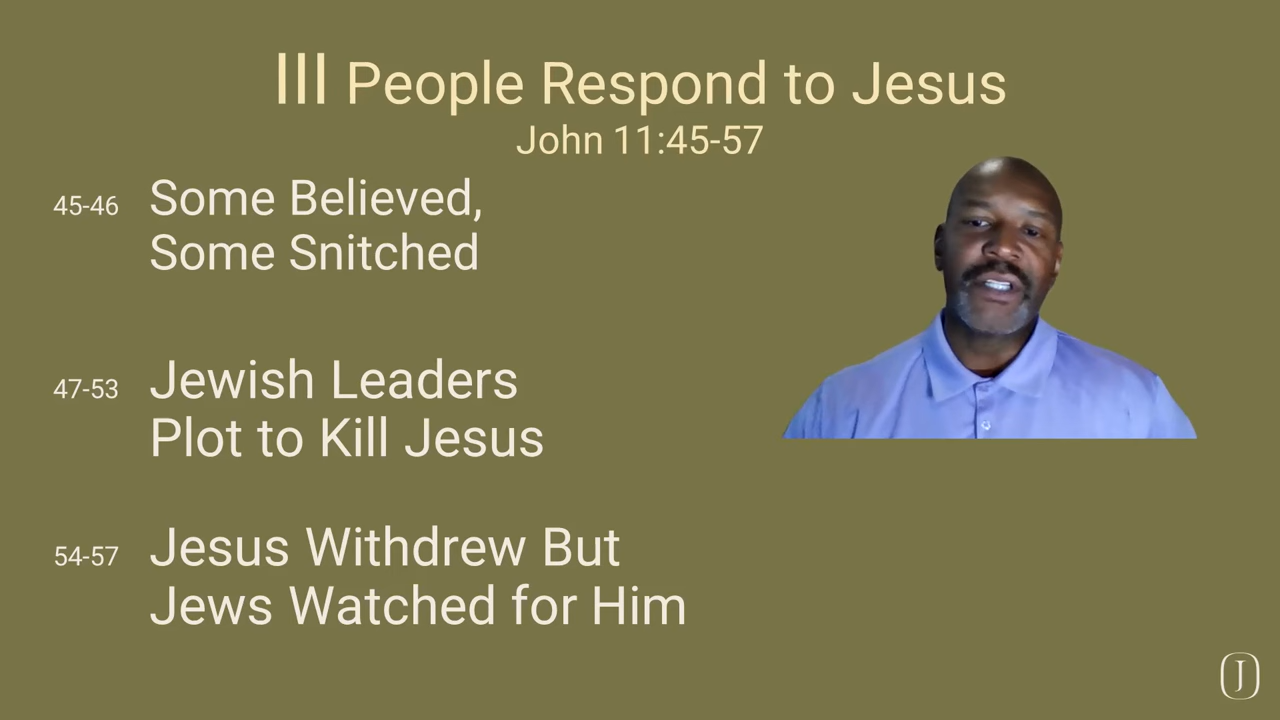 III People Respond to Jesus
John 11:45-57
45-46 Some Believed,
Some Snitched
47-53 Jewish Leaders
Plot to Kill Jesus
54-57 Jesus Withdrew But
Jews Watched for Him
J